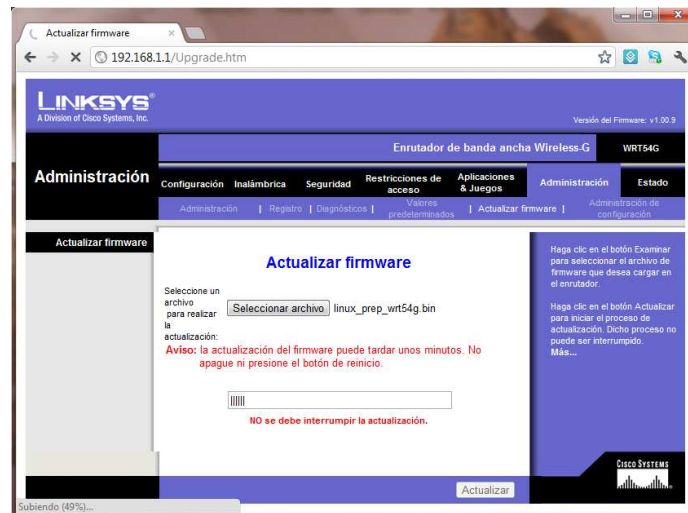 Actualizar firmware
192.168.1.1/Upgrade.htm
LINKSYS®
A Division of Cisco Systems, Inc.
Versión del Firmware: v1.00.9
Enrutador de banda ancha Wireless-G
WRT54G
Administración
Configuración
Inalámbrica
Seguridad
Restricciones de
acceso
Aplicaciones
& Juegos
Administración
Estado
Administración | Registro | Diagnósticos |
Valores
predeterminados
| Actualizar firmware |
Administración de
configuración
Actualizar firmware
Actualizar firmware
Seleccione un
archivo
para realizar
la
actualización:
Seleccionar archivo linux_prep_wrt54g.bin
Aviso: la actualización del firmware puede tardar unos minutos. No
apague ni presione el botón de reinicio.
||||||
NO se debe interrumpir la actualización.
Haga clic en el botón Examinar
para seleccionar el archivo de
firmware que desea cargar en
el enrutador.
Haga clic en el botón Actualizar
para iniciar el proceso de
actualización. Dicho proceso no
puede ser interrumpido.
Más...
Actualizar
CISCO SYSTEMS
Subiendo (49%)...